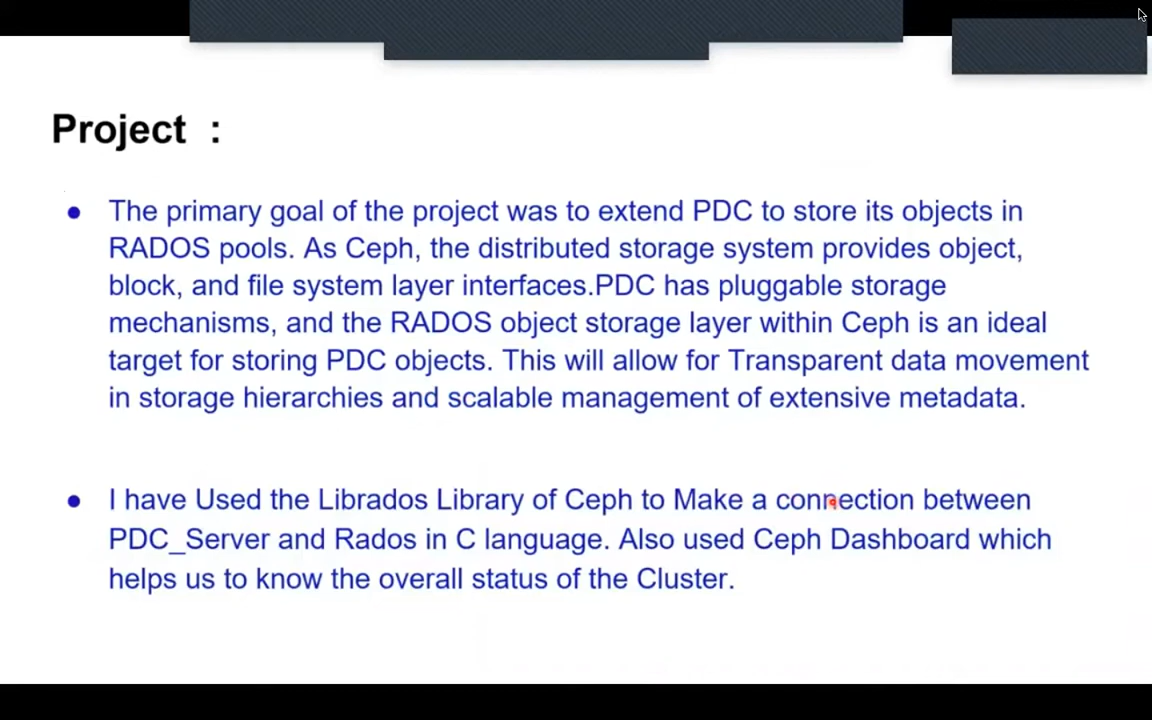 Project :
● The primary goal of the project was to extend PDC to store its objects in
RADOS pools. As Ceph, the distributed storage system provides object,
block, and file system layer interfaces.PDC has pluggable storage
mechanisms, and the RADOS object storage layer within Ceph is an ideal
target for storing PDC objects. This will allow for Transparent data movement
in storage hierarchies and scalable management of extensive metadata.
● I have Used the Librados Library of Ceph to Make a connection between
PDC_Server and Rados in C language. Also used Ceph Dashboard which
helps us to know the overall status of the Cluster.